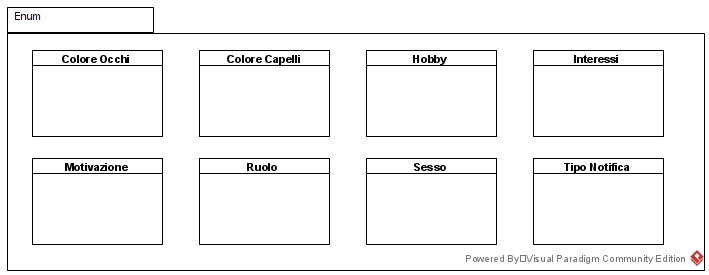 Enum
Colore Occhi
Colore Capelli
Hobby
Interessi
Motivazione
Ruolo
Sesso
Tipo Notifica
Powered By□Visual Paradigm Community Edition